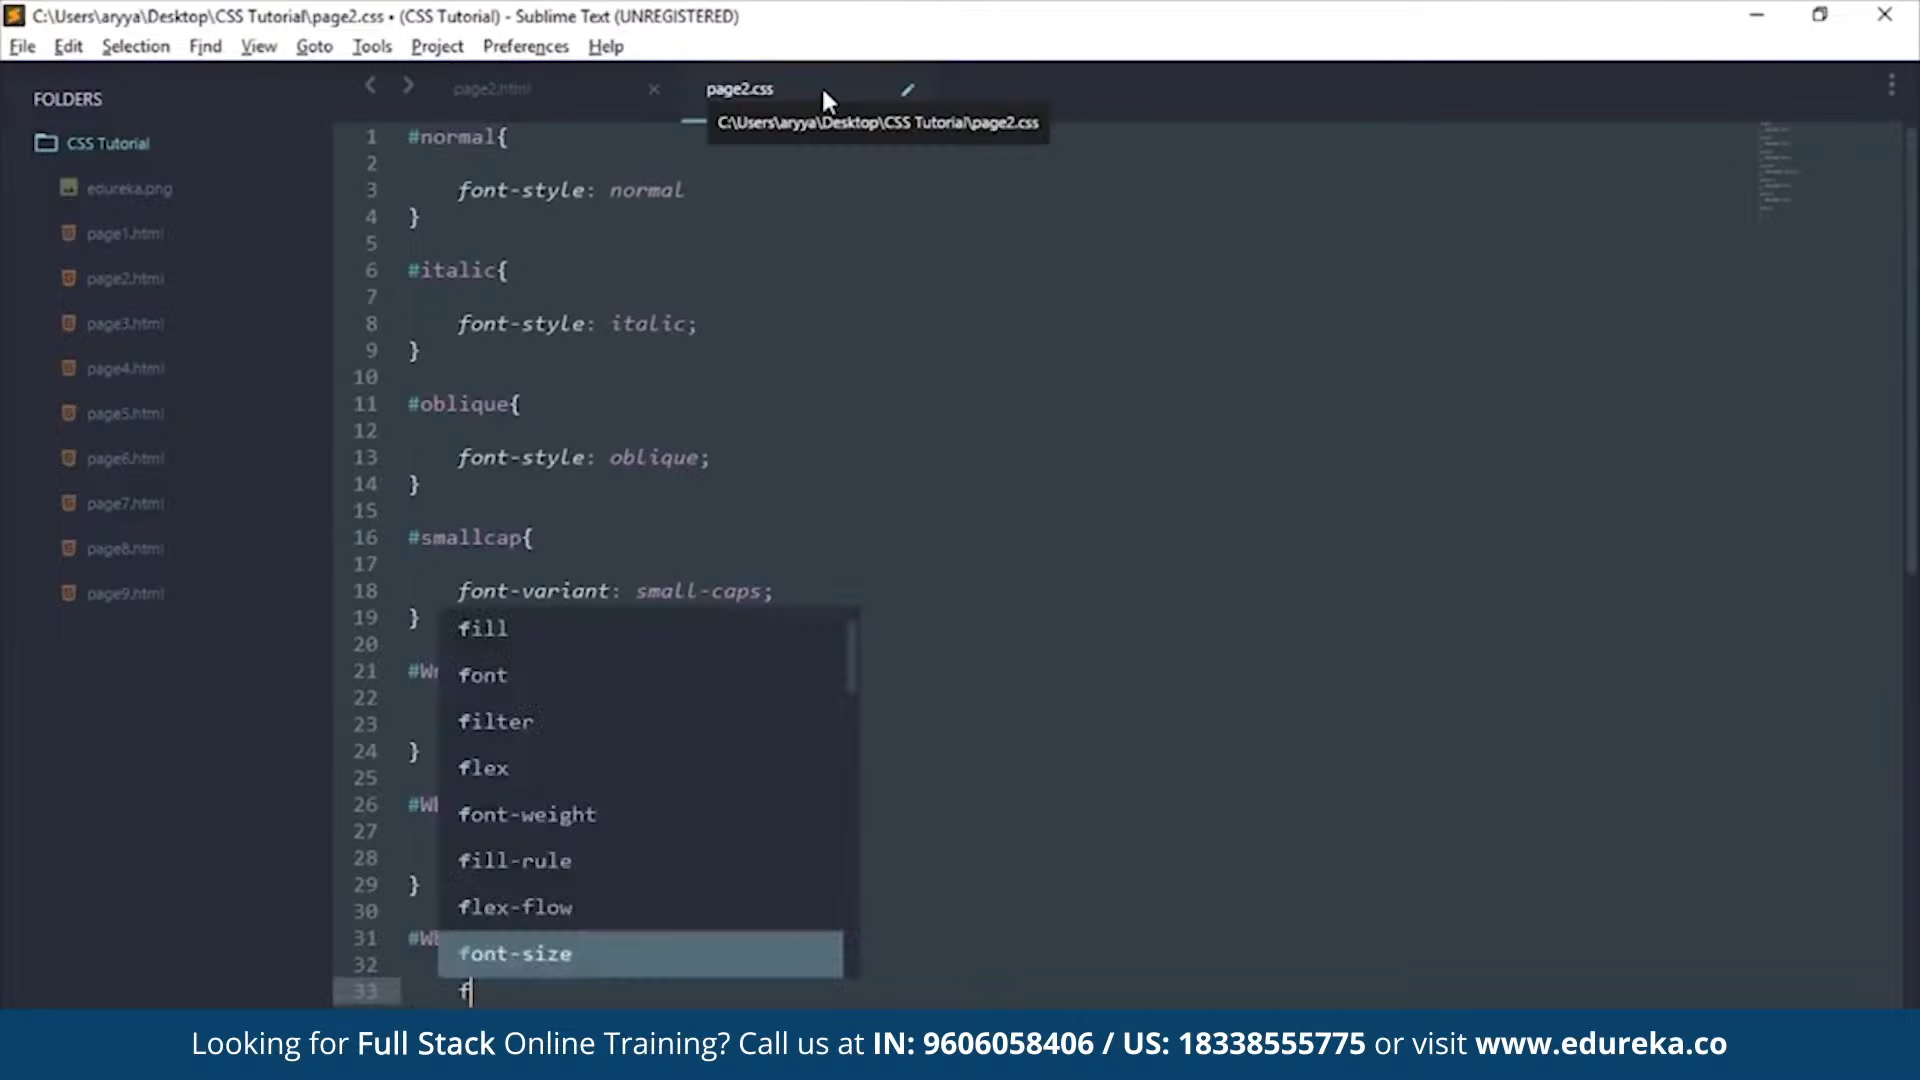 C:\Users\aryya\Desktop\CSS Tutorial\page2.css • (CSS Tutorial) - Sublime Text (UNREGISTERED)
File Edit Selection Find View Goto Tools Project Preferences Help
FOLDERS
CSS Tutorial
edureka.png
page1.html
page2.html
page3.html
page4.html
page5.html
page6.html
page7.html
page8.html
page9.html
page2.html
page2.css
C:\Users\aryya\Desktop\CSS Tutorial\page2.css
1 #normal{
2
3 font-style: normal
4 }
5
6 #italic{
7
8 font-style: italic;
9 }
10
11 #oblique{
12
13 font-style: oblique;
14 }
15
16 #smallcap{
17
18 font-variant: small-caps;
19 }
20
21
22
23
24 }
25
26
27
28
29 }
30
31
32
33 f
fill
font
filter
flex
font-weight
fill-rule
flex-flow
font-size
Looking for Full Stack Online Training? Call us at IN: 9606058406 / US: 18338555775 or visit www.edureka.co